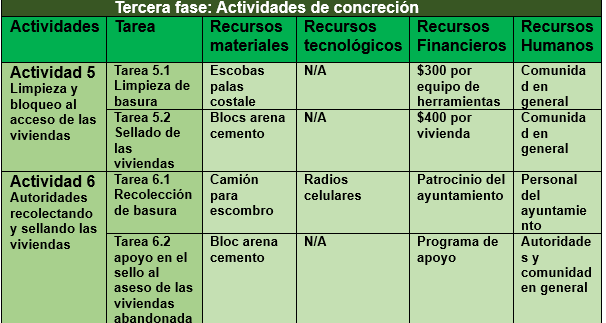 Tercera fase: Actividades de concreción
Actividades Tarea Recursos materiales Recursos tecnológicos Recursos Financieros Recursos Humanos
Actividad 5
Limpieza y
bloqueo al
acceso de las
viviendas
Tarea 5.1
Limpieza de
basura
Escobas
palas
costale
N/A
$300 por
equipo de
herramientas
Comunida
d en
general
Tarea 5.2
Sellado de
las
viviendas
Blocs arena
cemento
N/A
$400 por
vivienda
Comunida
d en
general
Actividad 6
Autoridades
recolectando
y sellando las
viviendas
Tarea 6.1
Recolección
de basura
Camión
para
escombro
Radios
celulares
Patrocinio del
ayuntamiento
Personal
del
ayuntamie
nto
Tarea 6.2
apoyo en el
sello al
aseso de las
viviendas
abandonada
Bloc arena
cemento
N/A
Programa de
apoyo
Autoridade
s y
comunidad
en general